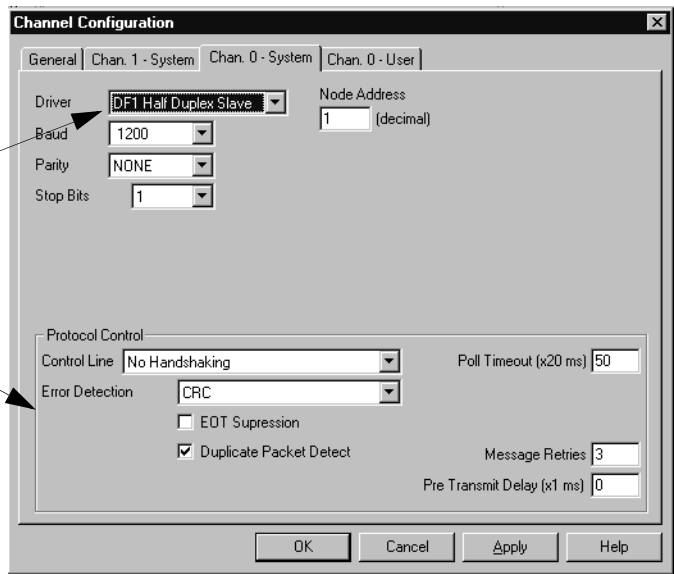 Channel Configuration
General Chan. 1 - System Chan. 0 - System Chan. 0 - User
Driver DF1 Half Duplex Slave Node Address
1 (decimal)
Baud 1200
Parity NONE
Stop Bits 1
Protocol Control
Control Line No Handshaking Poll Timeout (x20 ms) 50
Error Detection CRC
EOT Supression
Duplicate Packet Detect Message Retries 3
Pre Transmit Delay (x1 ms) 0
OK Cancel Apply Help